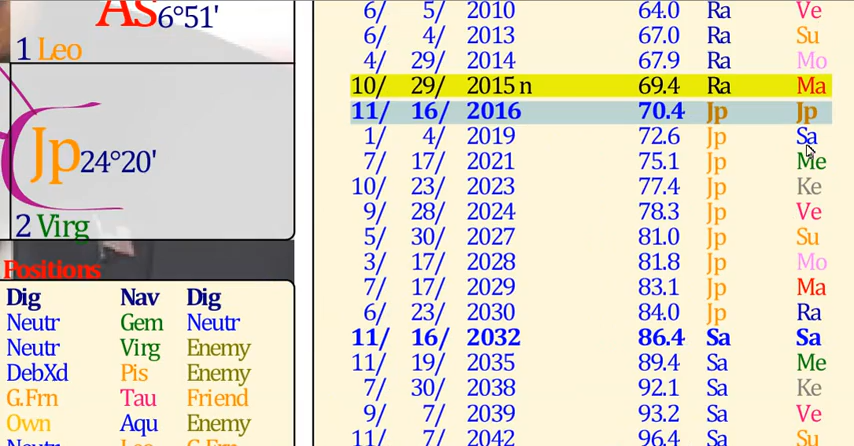 As 6°51'
1 Leo
Jp 24°20'
2 Virg
Positions
Dig Nav Dig
Neutr Gem Neutr
Neutr Virg Enemy
DebXd Pis Enemy
G.Frn Tau Friend
Own Aqu Enemy
6/ 5/ 2010 64.0 Ra Ve
6/ 4/ 2013 67.0 Ra Su
4/ 29/ 2014 67.9 Ra Mo
10/ 29/ 2015 n 69.4 Ra Ma
11/ 16/ 2016 70.4 Jp Jp
1/ 4/ 2019 72.6 Jp Sa
7/ 17/ 2021 75.1 Jp Me
10/ 23/ 2023 77.4 Jp Ke
9/ 28/ 2024 78.3 Jp Ve
5/ 30/ 2027 81.0 Jp Su
3/ 17/ 2028 81.8 Jp Mo
7/ 17/ 2029 83.1 Jp Ma
6/ 23/ 2030 84.0 Jp Ra
11/ 16/ 2032 86.4 Sa Sa
11/ 19/ 2035 89.4 Sa Me
7/ 30/ 2038 92.1 Sa Ke
9/ 7/ 2039 93.2 Sa Ve
11/ 7/ 2042 96.4 Sa Su